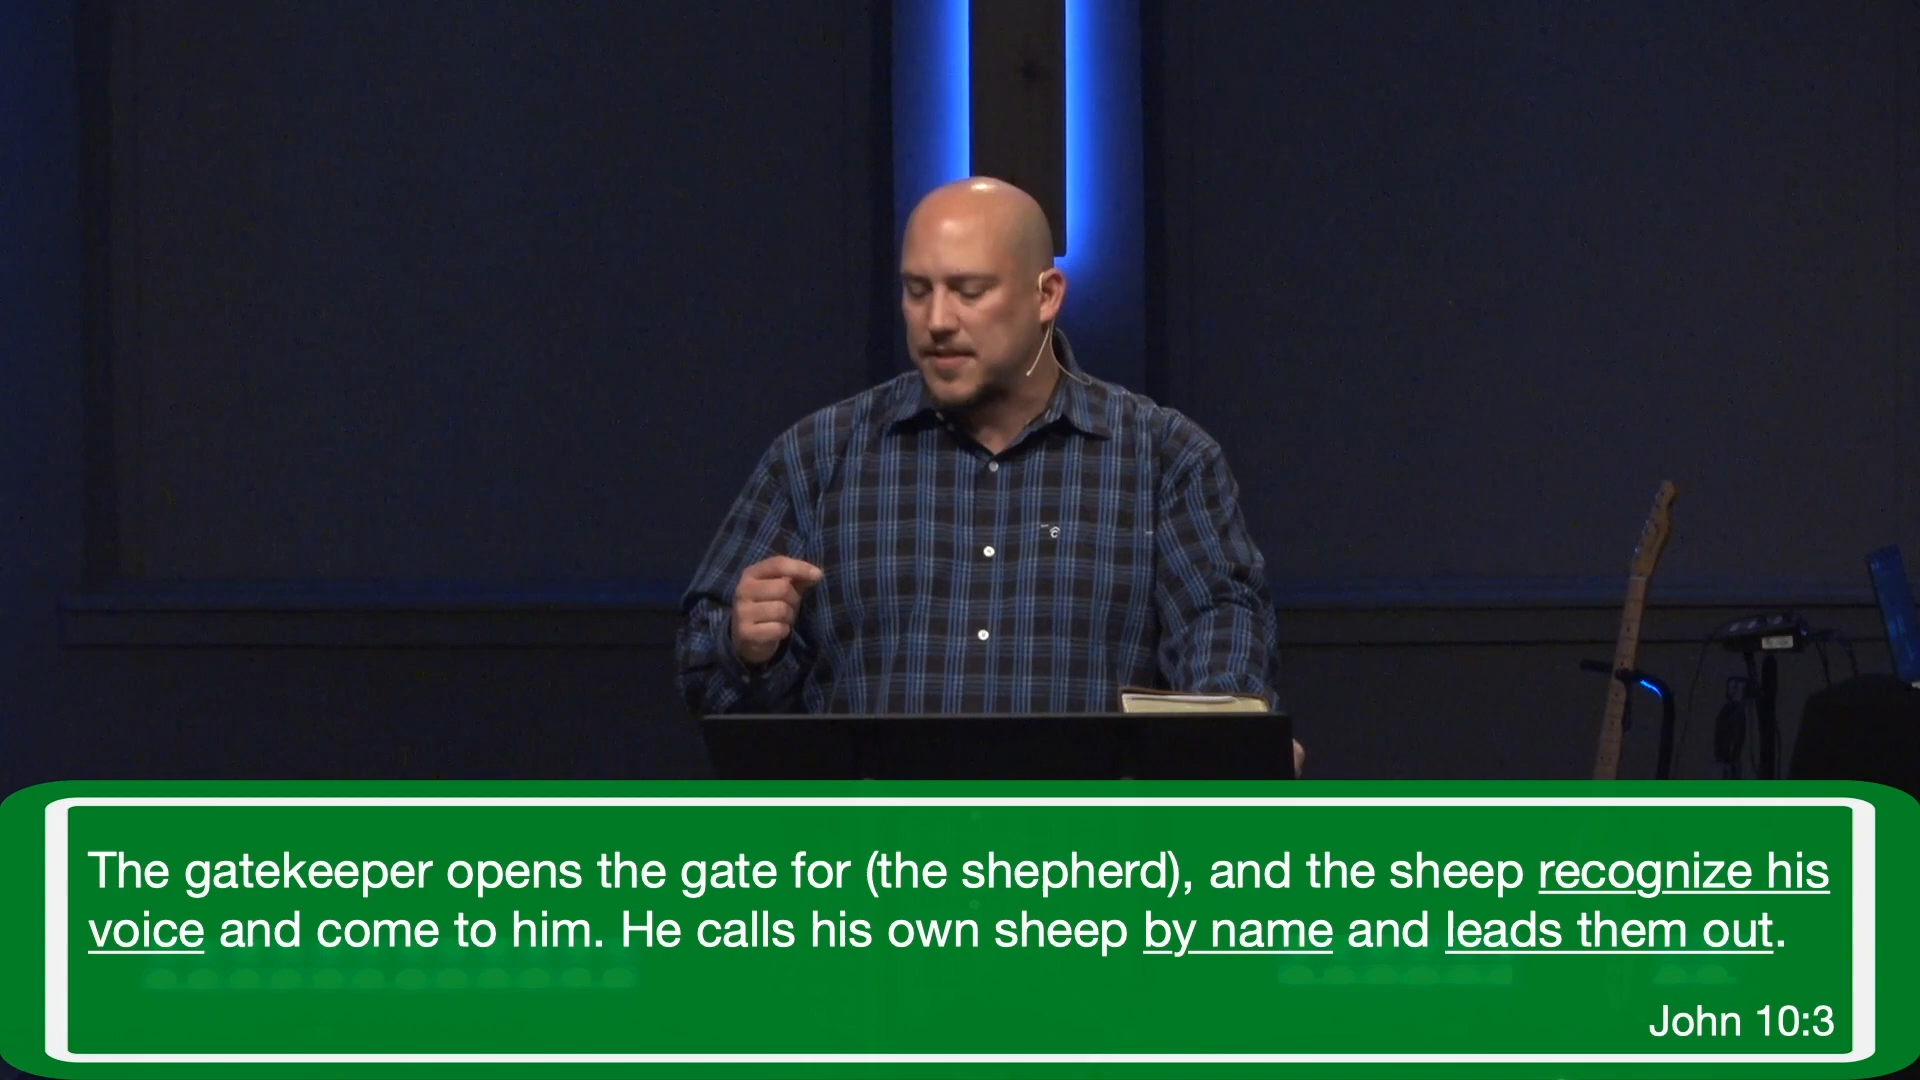 The gatekeeper opens the gate for (the shepherd), and the sheep recognize his
voice and come to him. He calls his own sheep by name and leads them out.
John 10:3